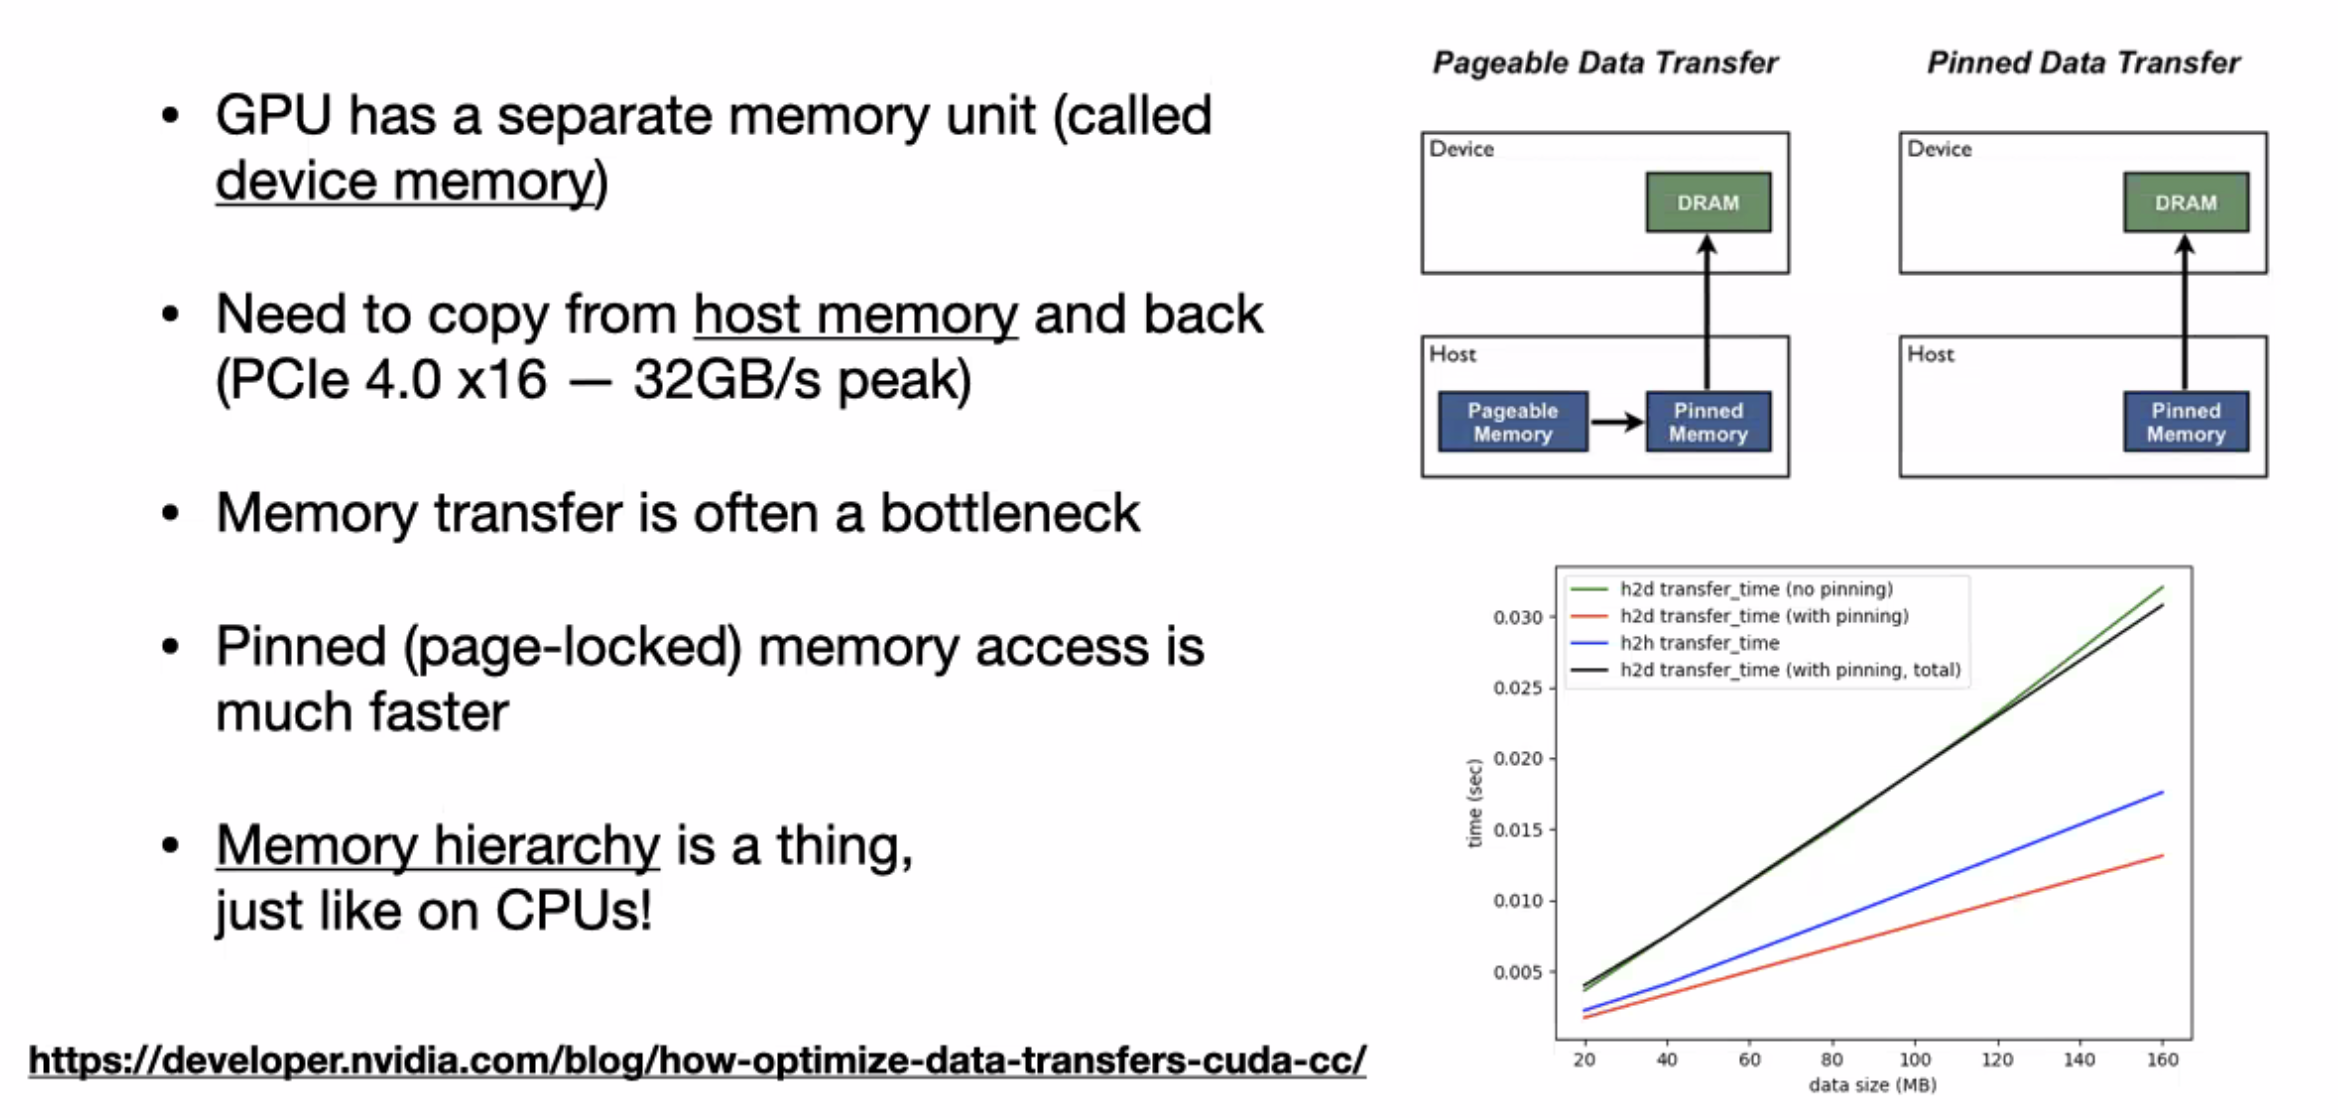 • GPU has a separate memory unit (called
device memory)
• Need to copy from host memory and back
(PCIe 4.0 x16 — 32GB/s peak)
• Memory transfer is often a bottleneck
• Pinned (page-locked) memory access is
much faster
• Memory hierarchy is a thing,
just like on CPUs!
https://developer.nvidia.com/blog/how-optimize-data-transfers-cuda-cc/
Pageable Data Transfer
Device
DRAM
Host
Pageable
Memory
Pinned
Memory
Pinned Data Transfer
Device
DRAM
Host
Pinned
Memory
h2d transfer_time (no pinning)
h2d transfer_time (with pinning)
h2h transfer_time
h2d transfer_time (with pinning, total)
time (sec)
0.030
0.025
0.020
0.015
0.010
0.005
20 40 60 80 100 120 140 160
data size (MB)